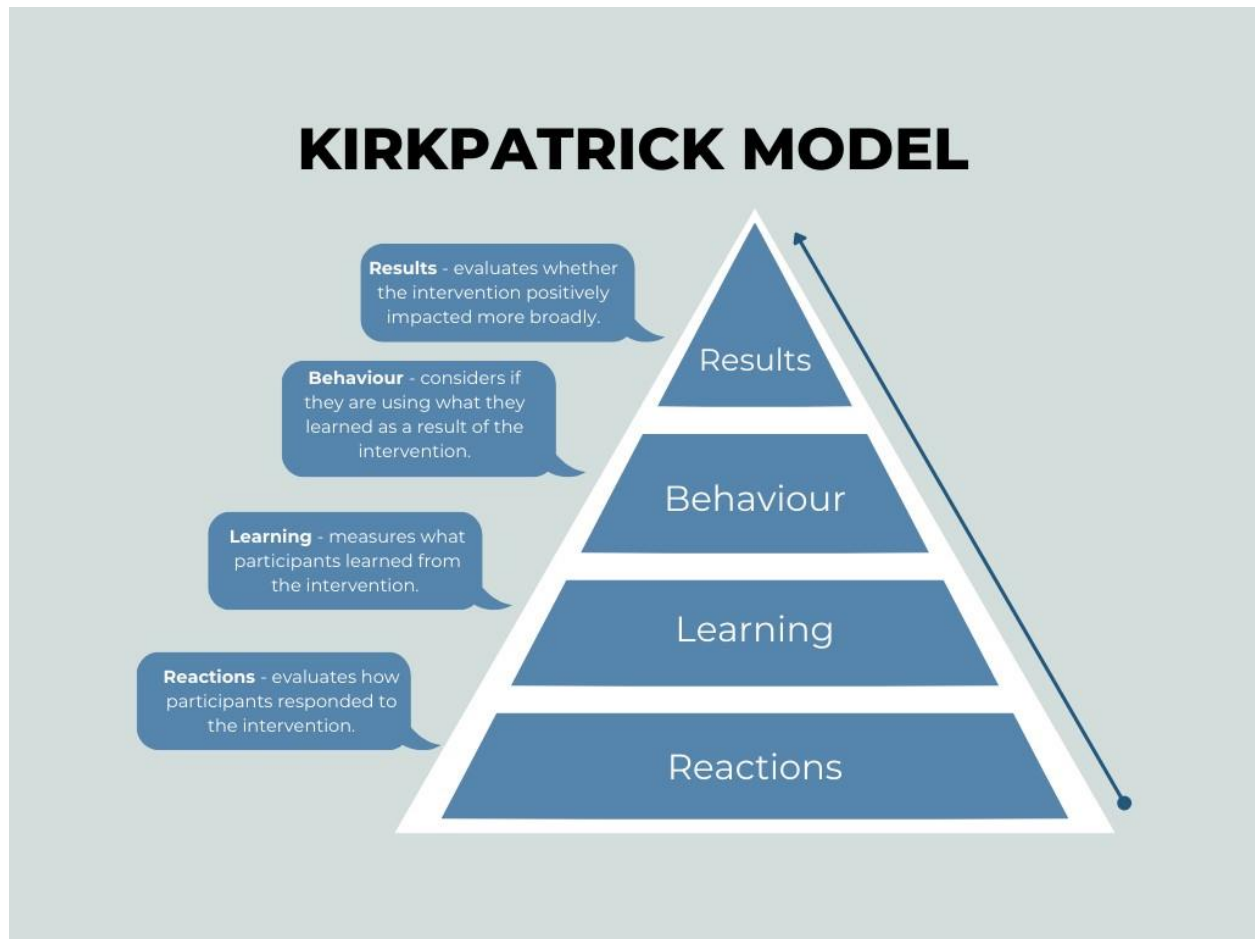 KIRKPATRICK MODEL
Results - evaluates whether
the intervention positively
impacted more broadly.
Results
Behaviour - considers if
they are using what they
learned as a result of the
intervention.
Behaviour
Learning - measures what
participants learned from
the intervention.
Learning
Reactions - evaluates how
participants responded to
the intervention.
Reactions